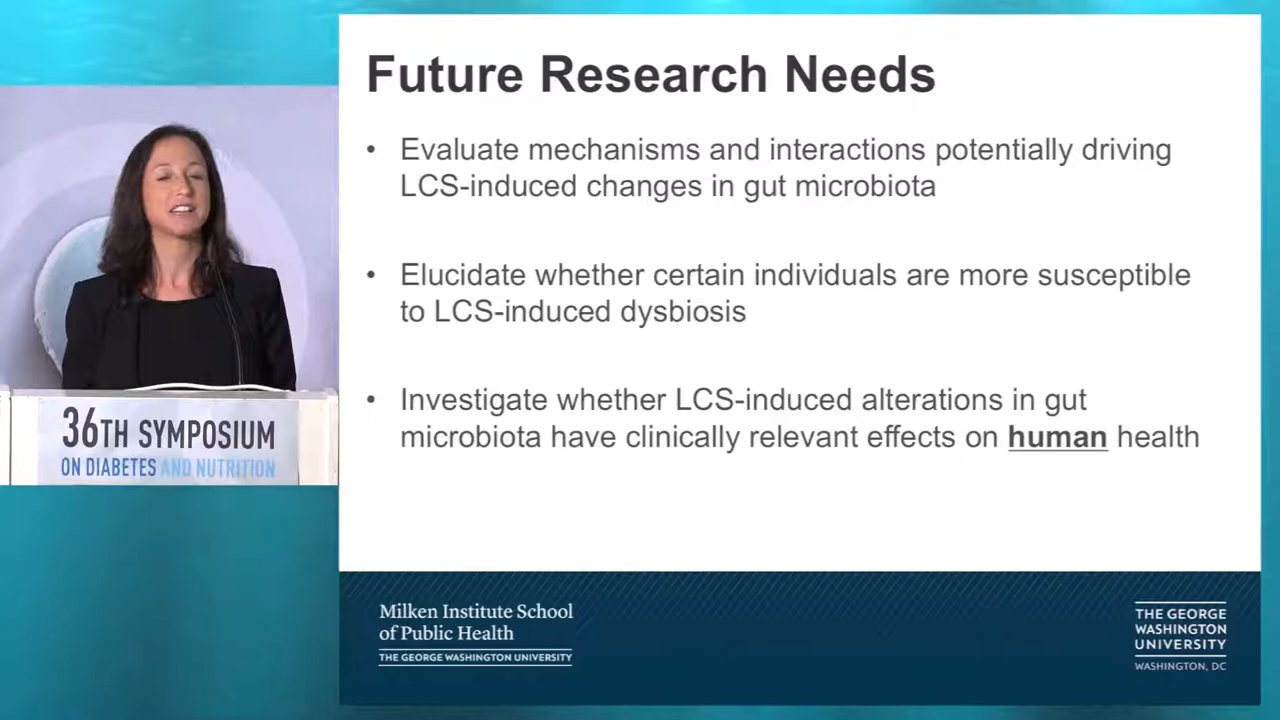 Future Research Needs
• Evaluate mechanisms and interactions potentially driving
LCS-induced changes in gut microbiota
• Elucidate whether certain individuals are more susceptible
to LCS-induced dysbiosis
• Investigate whether LCS-induced alterations in gut
microbiota have clinically relevant effects on human health
36TH SYMPOSIUM
ON DIABETES AND NUTRITION
Milken Institute School
of Public Health
THE GEORGE WASHINGTON UNIVERSITY
THE GEORGE
WASHINGTON
UNIVERSITY
WASHINGTON, DC